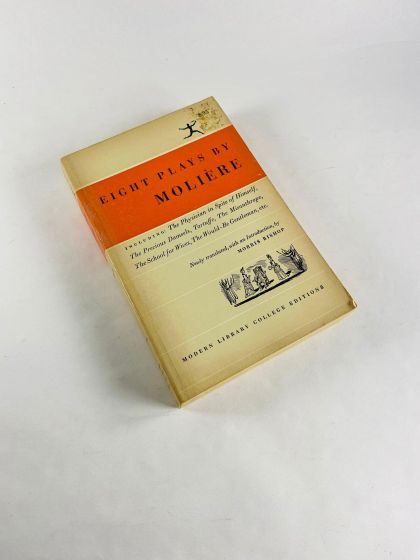 EIGHT PLAYS BY
MOLIÈRE
INCLUDING: The Physician in Spite of Himself,
The Precious Damsels, Tartuffe, The Misanthrope,
The School for Wives, The Would-Be Gentleman, etc.
Newly translated, with an Introduction, by
MORRIS BISHOP
MODERN LIBRARY COLLEGE EDITIONS